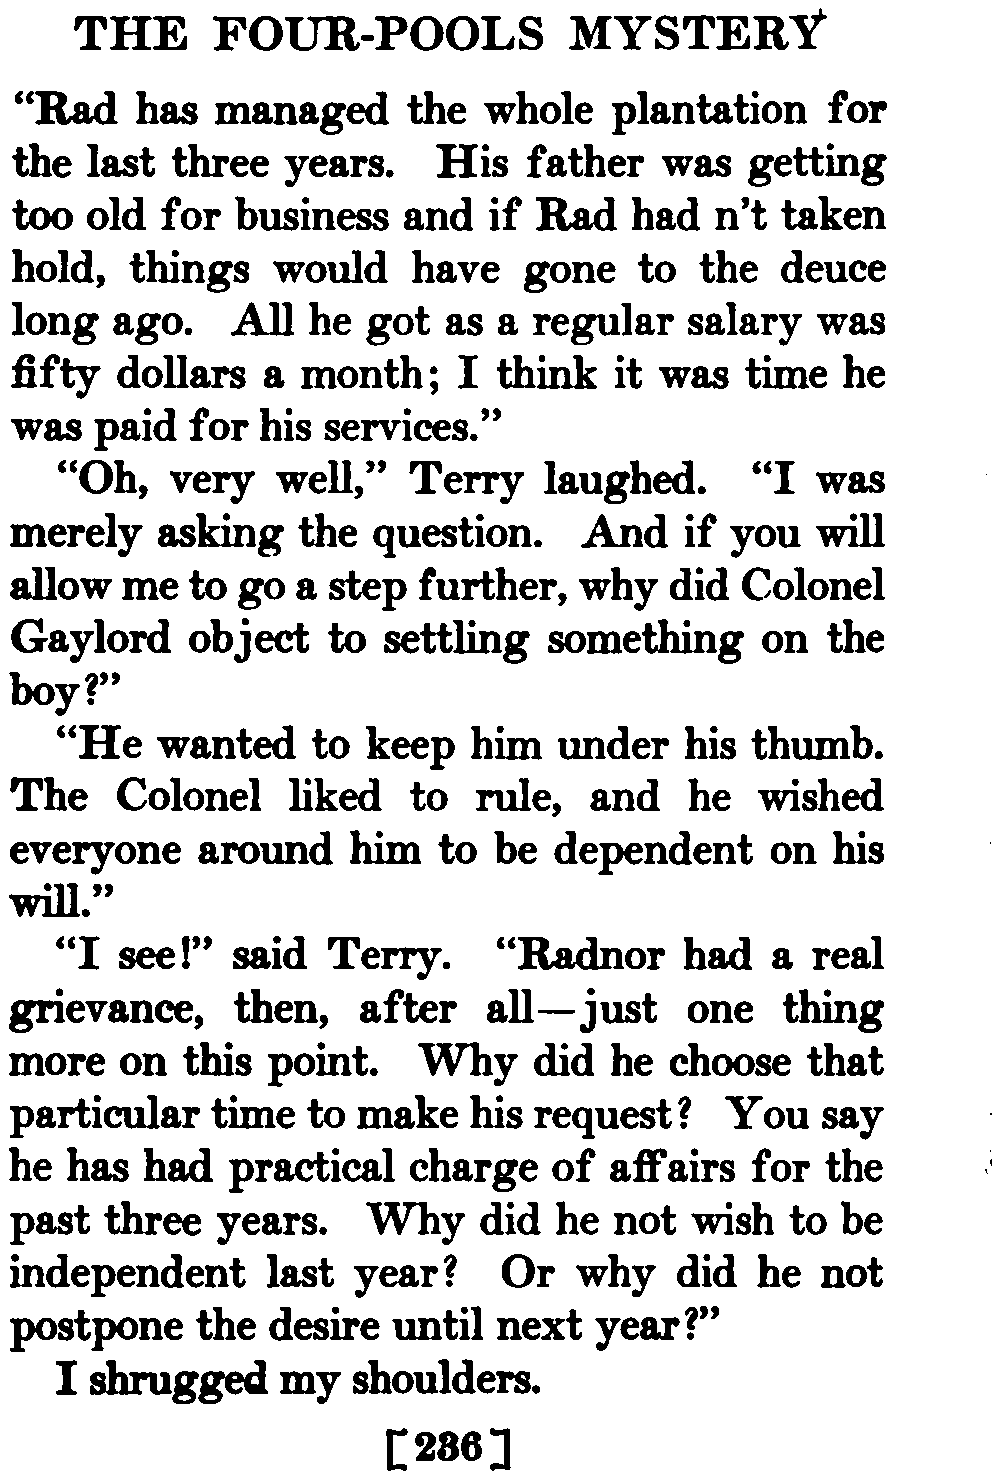 THE FOUR-POOLS MYSTERY
“Rad has managed the whole plantation for
the last three years. His father was getting
too old for business and if Rad had n’t taken
hold, things would have gone to the deuce
long ago. All he got as a regular salary was
fifty dollars a month; I think it was time he
was paid for his services.”
“Oh, very well,” Terry laughed. “I was
merely asking the question. And if you will
allow me to go a step further, why did Colonel
Gaylord object to settling something on the
boy?”
“He wanted to keep him under his thumb.
The Colonel liked to rule, and he wished
everyone around him to be dependent on his
will.”
“I see!” said Terry. “Radnor had a real
grievance, then, after all—just one thing
more on this point. Why did he choose that
particular time to make his request? You say
he has had practical charge of affairs for the
past three years. Why did he not wish to be
independent last year? Or why did he not
postpone the desire until next year?”
I shrugged my shoulders.
[236]